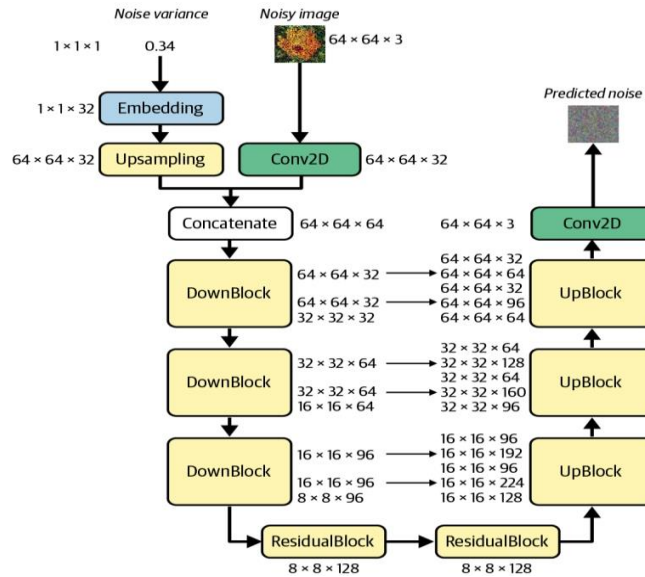 Noise variance
Noisy image
1 × 1 × 1
0.34
64 × 64 × 3
Predicted noise
1 × 1 × 32
Embedding
64 × 64 × 32
Upsampling
Conv2D
64 × 64 × 32
Concatenate
64 × 64 × 64
64 × 64 × 3
Conv2D
DownBlock
64 × 64 × 32
64 × 64 × 32
32 × 32 × 32
64 × 64 × 32
64 × 64 × 64
64 × 64 × 32
64 × 64 × 96
64 × 64 × 64
UpBlock
DownBlock
32 × 32 × 64
32 × 32 × 64
16 × 16 × 64
32 × 32 × 64
32 × 32 × 128
32 × 32 × 64
32 × 32 × 160
32 × 32 × 96
UpBlock
DownBlock
16 × 16 × 96
16 × 16 × 96
8 × 8 × 96
16 × 16 × 96
16 × 16 × 192
16 × 16 × 96
16 × 16 × 224
16 × 16 × 128
UpBlock
ResidualBlock
8 × 8 × 128
ResidualBlock
8 × 8 × 128